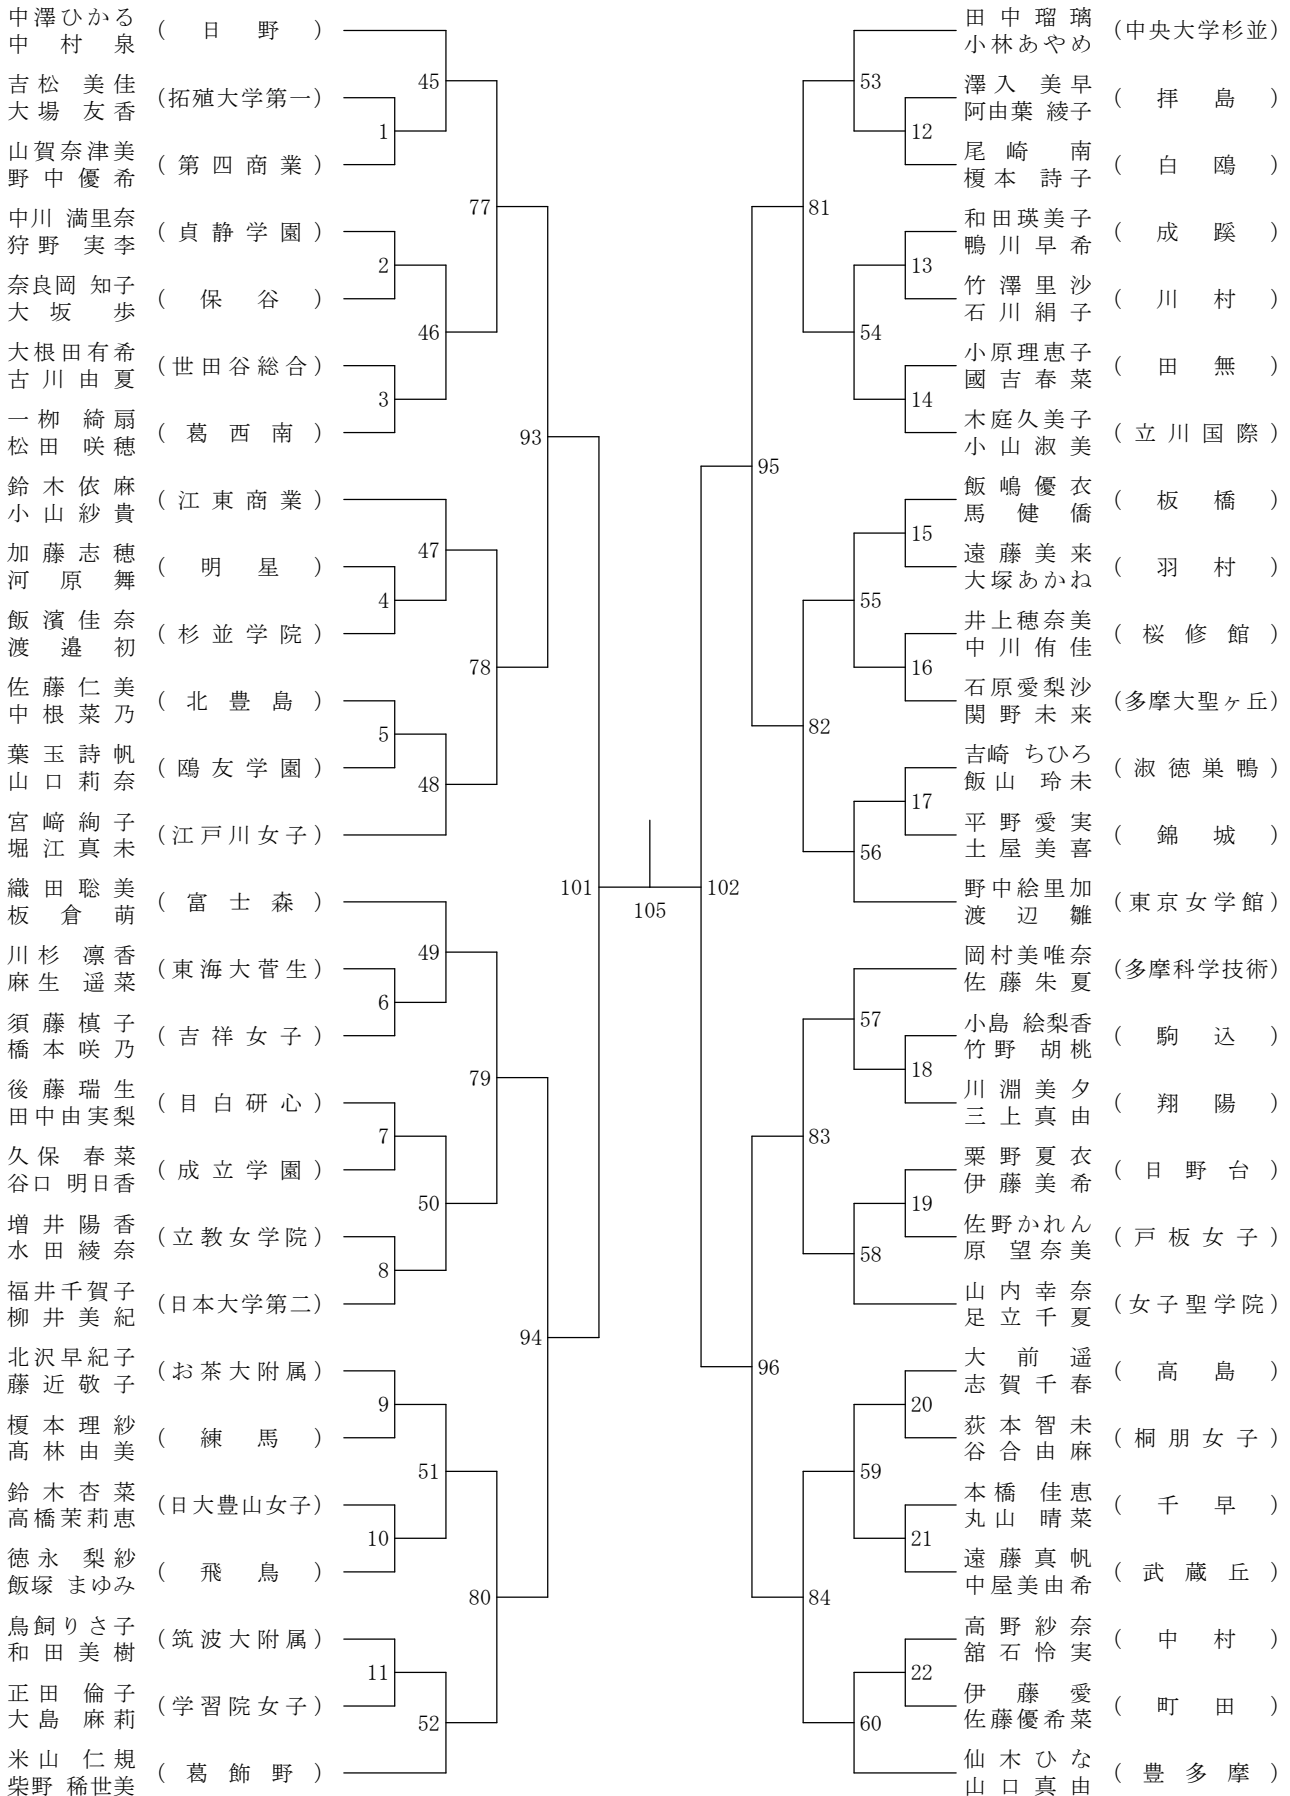 中澤ひかる
中村泉
(日野)
吉松美佳
大場友香
(拓殖大学第一)
山賀奈津美
野中優希
(第四商業)
中川満里奈
狩野実李
(貞静学園)
奈良岡知子
大坂歩
(保谷)
大根田有希
古川由夏
(世田谷総合)
一栁綺扇
松田咲穂
(葛西南)
鈴木依麻
小山紗貴
(江東商業)
加藤志穂
河原舞
(明星)
飯濱佳奈
渡邉初
(杉並学院)
佐藤仁美
中根菜乃
(北豊島)
葉玉詩帆
山口莉奈
(鴎友学園)
宮﨑絢子
堀江真未
(江戸川女子)
織田聡美
板倉萌
(富士森)
川杉凛香
麻生遥菜
(東海大菅生)
須藤槙子
橋本咲乃
(吉祥女子)
後藤瑞生
田中由実梨
(目白研心)
久保春菜
谷口明日香
(成立学園)
増井陽香
水田綾奈
(立教女学院)
福井千賀子
柳井美紀
(日本大学第二)
北沢早紀子
藤近敬子
(お茶大附属)
榎本理紗
髙林由美
(練馬)
鈴木杏菜
高橋茉莉恵
(日大豊山女子)
徳永梨紗
飯塚まゆみ
(飛鳥)
鳥飼りさ子
和田美樹
(筑波大附属)
正田倫子
大島麻莉
(学習院女子)
米山仁規
柴野稀世美
(葛飾野)
1
2
3
4
5
6
7
8
9
10
11
45
46
47
48
49
50
51
52
77
78
79
80
93
94
101
105
102
95
96
81
82
83
84
53
54
55
56
57
58
59
60
12
13
14
15
16
17
18
19
20
21
22
田中瑠璃
小林あやめ
(中央大学杉並)
澤入美早
阿由葉綾子
(拝島)
尾崎南
榎本詩子
(白鴎)
和田瑛美子
鴨川早希
(成蹊)
竹澤里沙
石川絹子
(川村)
小原理恵子
國吉春菜
(田無)
木庭久美子
小山淑美
(立川国際)
飯嶋優衣
馬健僑
(板橋)
遠藤美来
大塚あかね
(羽村)
井上穂奈美
中川侑佳
(桜修館)
石原愛梨沙
関野未来
(多摩大聖ヶ丘)
吉崎ちひろ
飯山玲未
(淑徳巣鴨)
平野愛実
土屋美喜
(錦城)
野中絵里加
渡辺雛
(東京女学館)
岡村美唯奈
佐藤朱夏
(多摩科学技術)
小島絵梨香
竹野胡桃
(駒込)
川淵美夕
三上真由
(翔陽)
粟野夏衣
伊藤美希
(日野台)
佐野かれん
原望奈美
(戸板女子)
山内幸奈
足立千夏
(女子聖学院)
大前遥
志賀千春
(高島)
荻本智未
谷合由麻
(桐朋女子)
本橋佳恵
丸山晴菜
(千早)
遠藤真帆
中屋美由希
(武蔵丘)
高野紗奈
舘石怜実
(中村)
伊藤愛
佐藤優希菜
(町田)
仙木ひな
山口真由
(豊多摩)